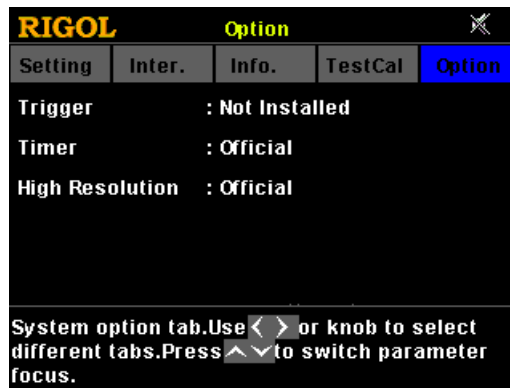 RIGOL Option
Setting Inter. Info. TestCal Option
Trigger : Not Installed
Timer : Official
High Resolution : Official
System option tab.Use < > or knob to select
different tabs.Press ∧ ∨ to switch parameter
focus.